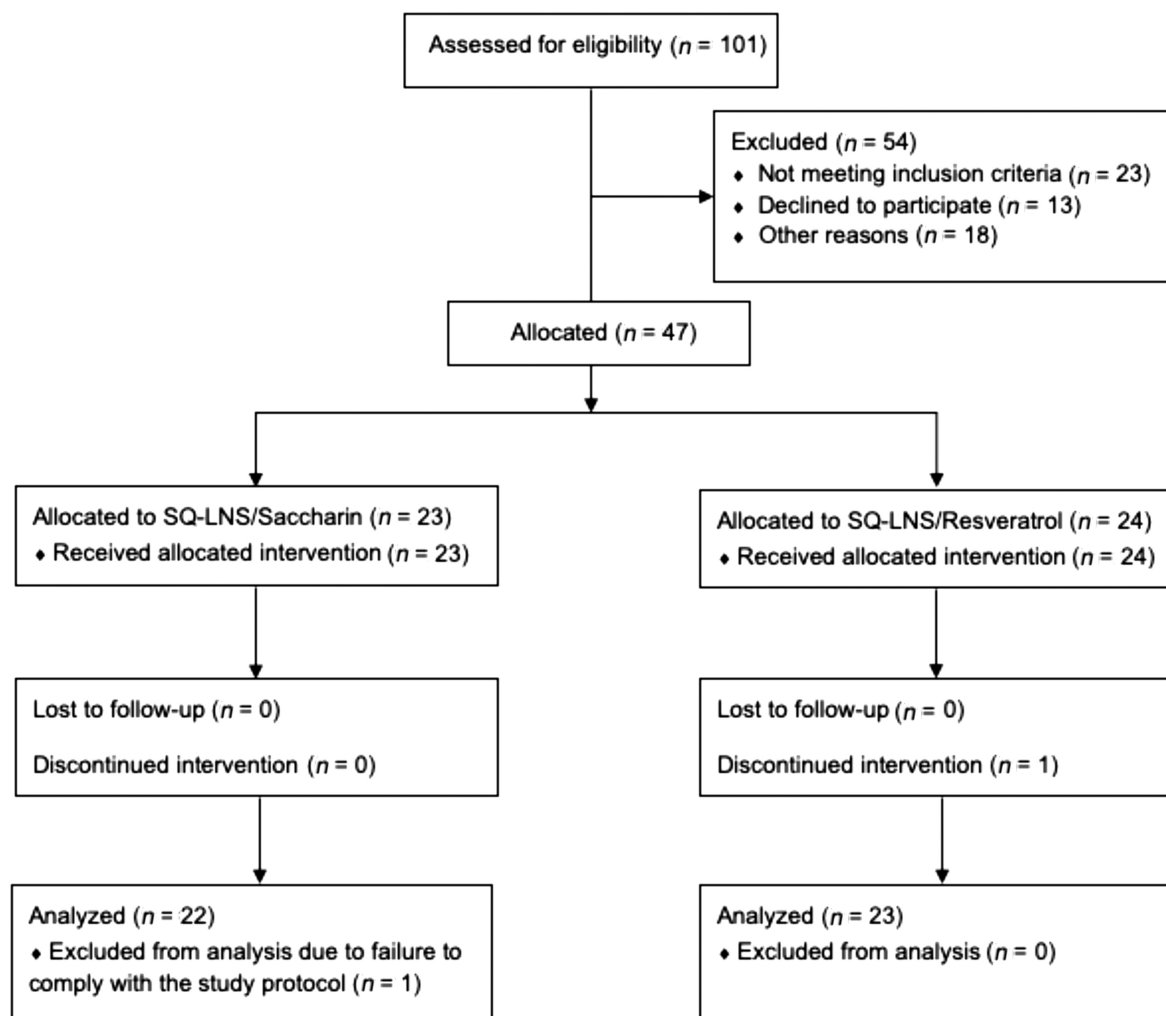 Assessed for eligibility (n = 101)
Excluded (n = 54)
♦ Not meeting inclusion criteria (n = 23)
♦ Declined to participate (n = 13)
♦ Other reasons (n = 18)
Allocated (n = 47)
Allocated to SQ-LNS/Saccharin (n = 23)
♦ Received allocated intervention (n = 23)
Allocated to SQ-LNS/Resveratrol (n = 24)
♦ Received allocated intervention (n = 24)
Lost to follow-up (n = 0)
Discontinued intervention (n = 0)
Lost to follow-up (n = 0)
Discontinued intervention (n = 1)
Analyzed (n = 22)
♦ Excluded from analysis due to failure to
comply with the study protocol (n = 1)
Analyzed (n = 23)
♦ Excluded from analysis (n = 0)